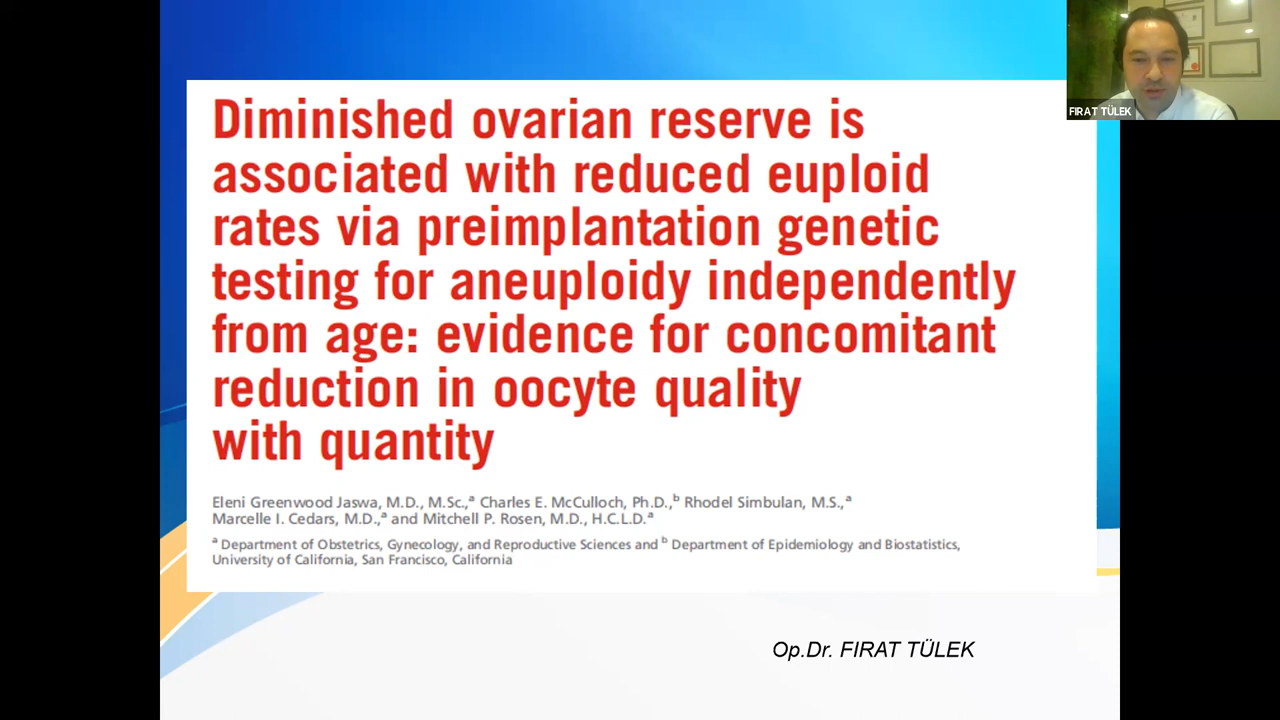 Diminished ovarian reserve is
associated with reduced euploid
rates via preimplantation genetic
testing for aneuploidy independently
from age: evidence for concomitant
reduction in oocyte quality
with quantity
Eleni Greenwood Jaswa, M.D., M.Sc.,a Charles E. McCulloch, Ph.D.,b Rhodel Simbulan, M.S.,a
Marcelle I. Cedars, M.D.,a and Mitchell P. Rosen, M.D., H.C.L.D.a
a Department of Obstetrics, Gynecology, and Reproductive Sciences and b Department of Epidemiology and Biostatistics,
University of California, San Francisco, California
Op.Dr. FIRAT TÜLEK
FIRAT TÜLEK